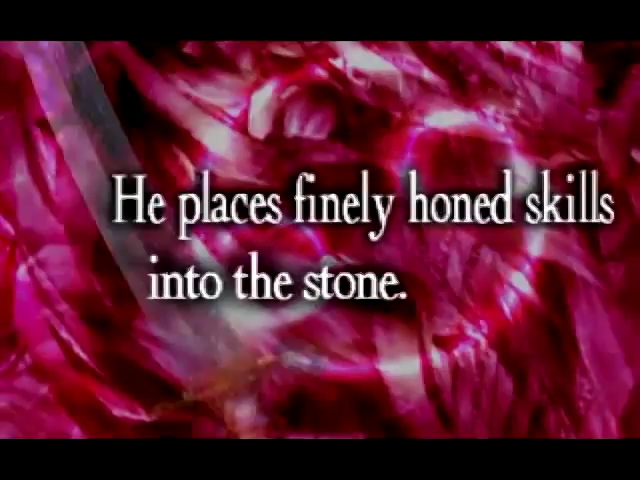 He places finely honed skills
into the stone.